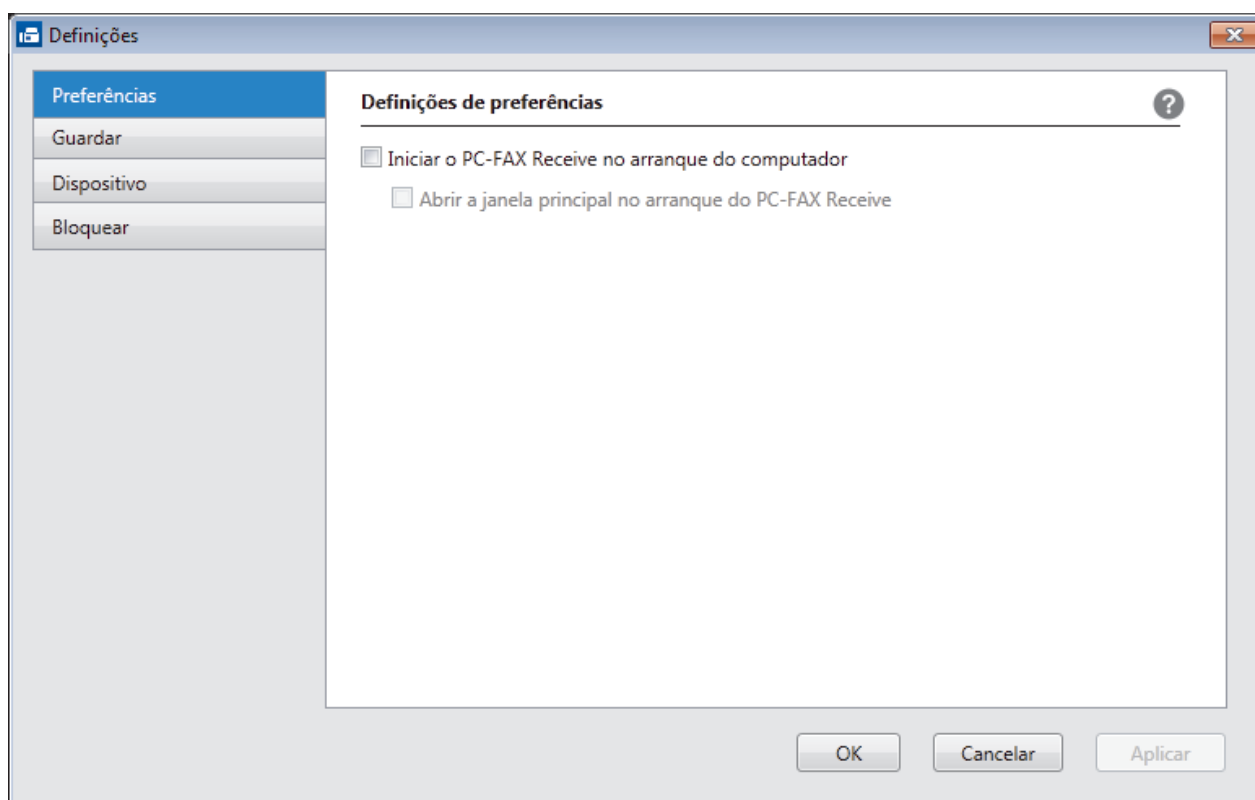 Definições
Preferências
Guardar
Dispositivo
Bloquear
Definições de preferências
?
Iniciar o PC-FAX Receive no arranque do computador
Abrir a janela principal no arranque do PC-FAX Receive
OK
Cancelar
Aplicar